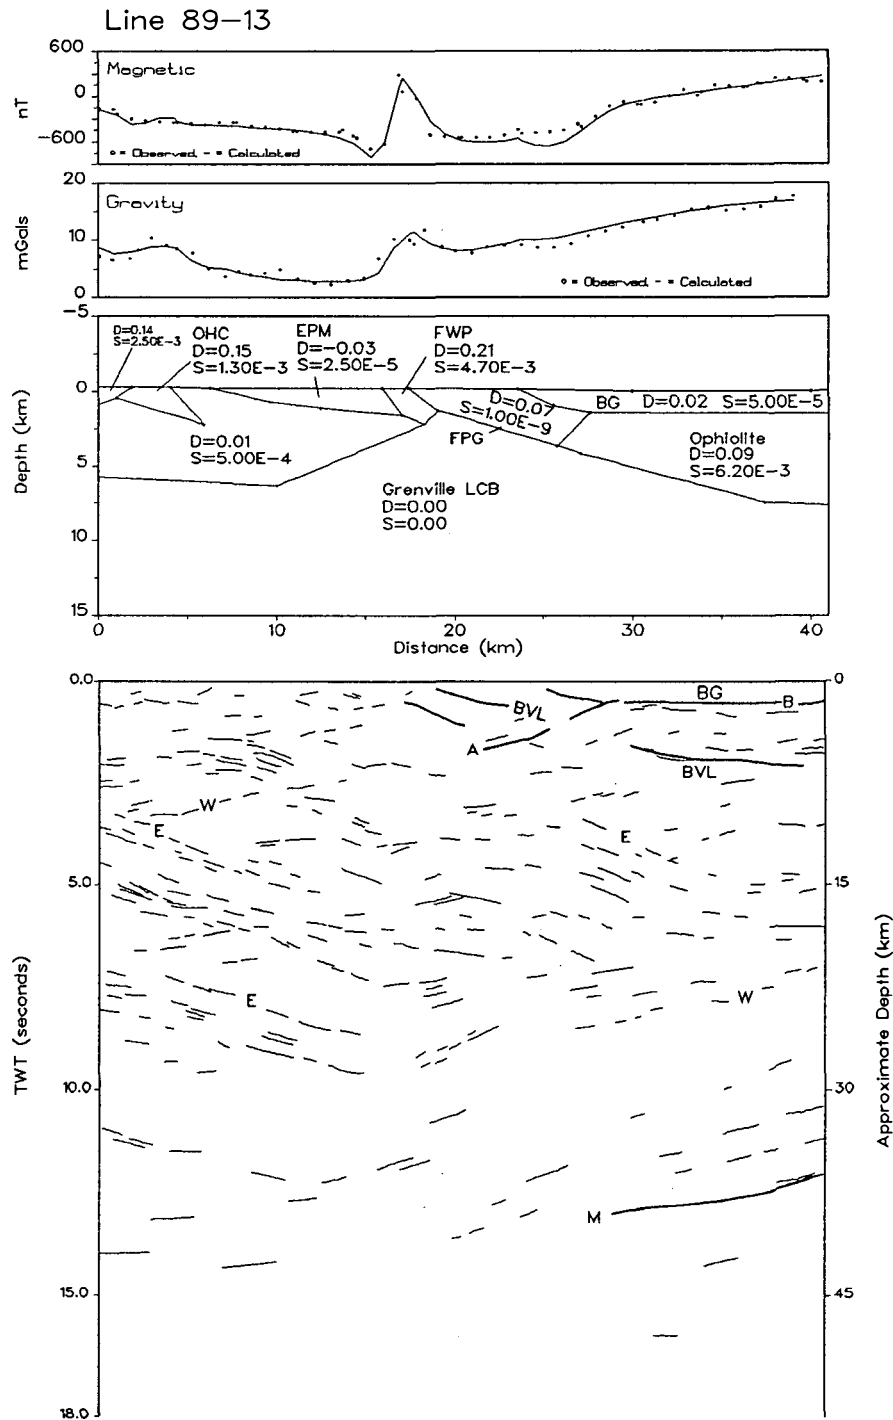 Line 89-13
600
Magnetic
0
nT
-600
o = Observed, - = Calculated
20
Gravity
mGals
10
o = Observed, - = Calculated
0
-5
D=0.14
S=2.50E-3
OHC
D=0.15
S=1.30E-3
EPM
D=-0.03
S=2.50E-5
FWP
D=0.21
S=4.70E-3
0
D=0.07
S=1.00E-9
BG D=0.02 S=5.00E-5
Depth (km)
D=0.01
S=5.00E-4
FPG
Ophiolite
D=0.09
S=6.20E-3
5
Grenville LCB
D=0.00
S=0.00
10
15
0 10 20 30 40
Distance (km)
0.0
0
BG
B
BVL
A
BVL
W
E
E
5.0
15
TWT (seconds)
Approximate Depth (km)
E
W
10.0
30
M
15.0
45
18.0